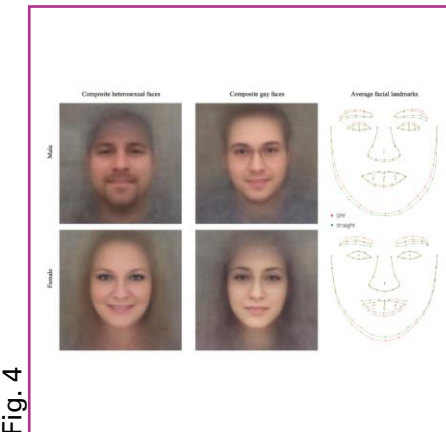 Composite heterosexual faces
Composite gay faces
Average facial landmarks
Male
gay
straight
Female
Fig. 4